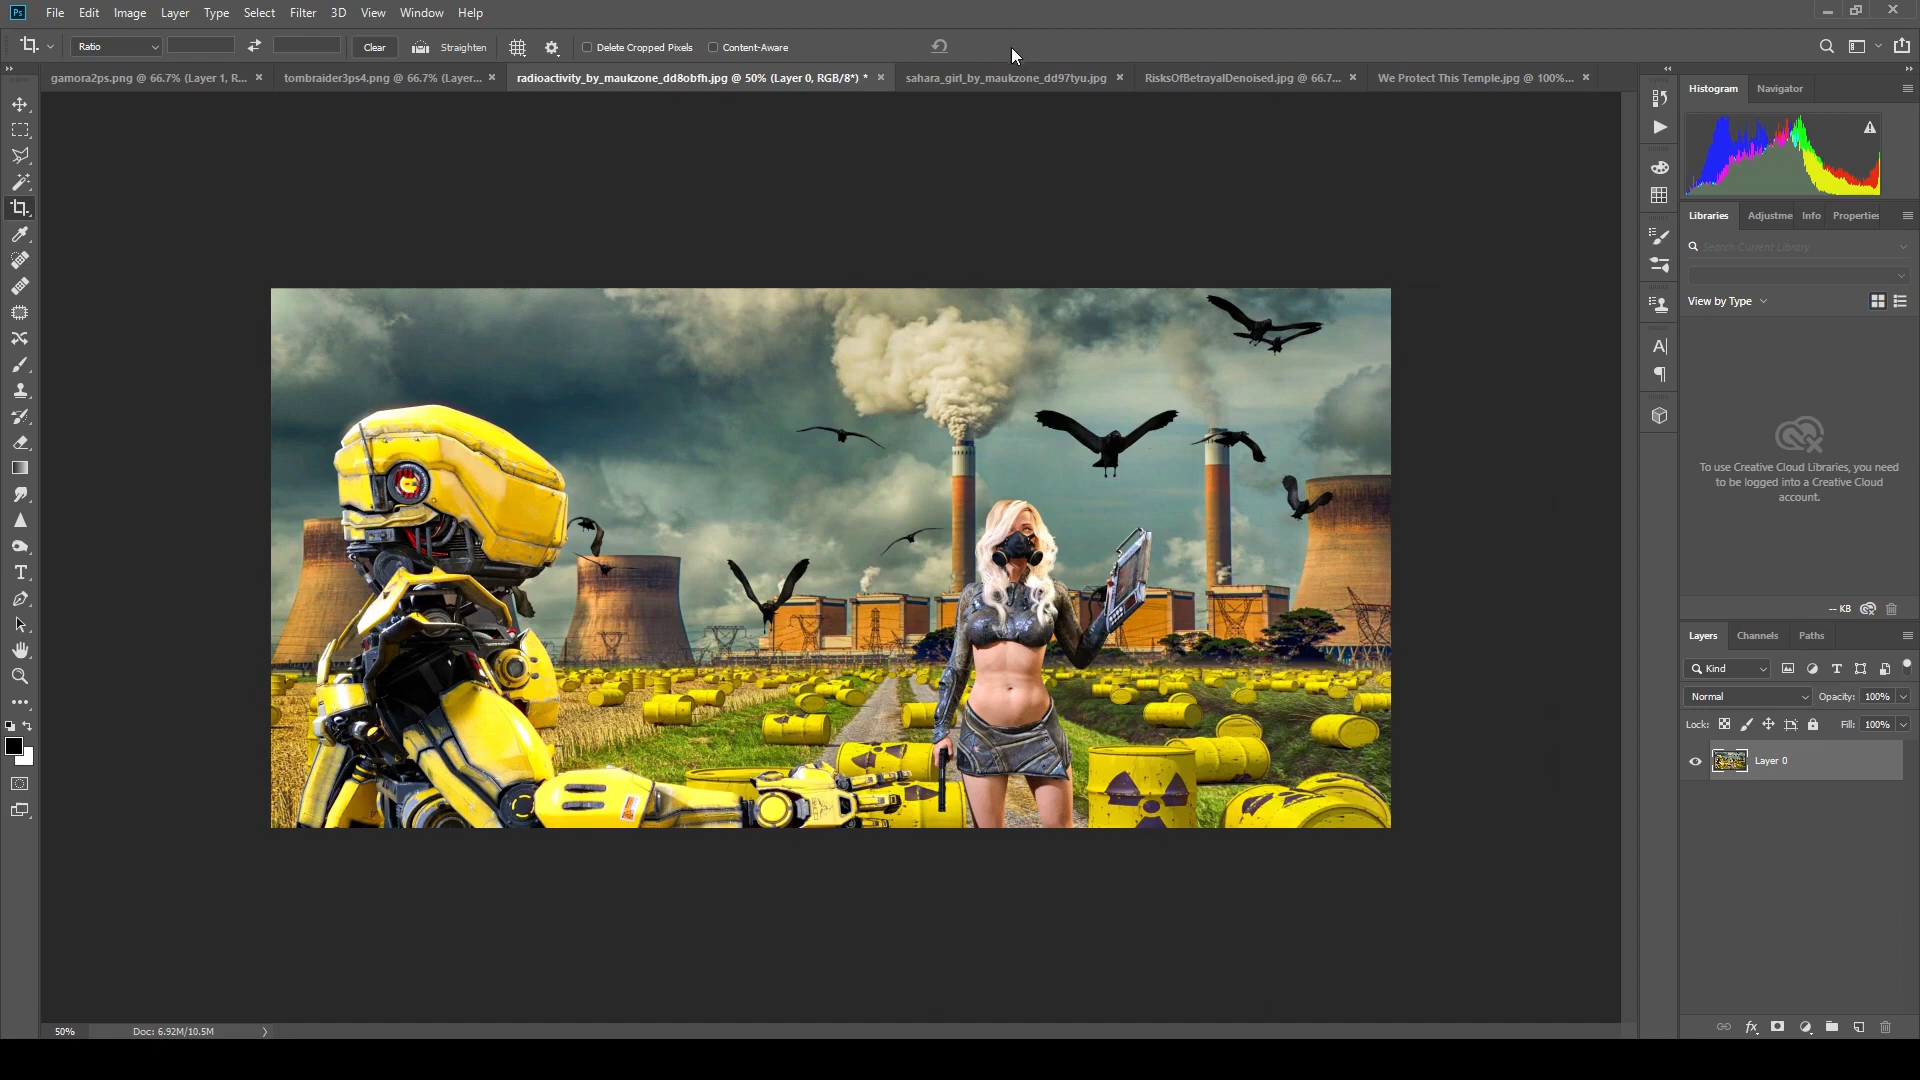 Ps File Edit Image Layer Type Select Filter 3D View Window Help
Ratio Clear Straighten Delete Cropped Pixels Content-Aware
gamora2ps.png @ 66.7% (Layer 1, R... × tombraider3ps4.png @ 66.7% (Layer... × radioactivity_by_maukzone_dd8obfh.jpg @ 50% (Layer 0, RGB/8*) * × sahara_girl_by_maukzone_dd97tyu.jpg × RisksOfBetrayalDenoised.jpg @ 66.7... × We Protect This Temple.jpg @ 100%... ×
Histogram Navigator
Libraries Adjustme Info Properties
Search Current Library
View by Type
To use Creative Cloud Libraries, you need
to be logged into a Creative Cloud
account.
-- KB
Layers Channels Paths
Kind
Normal Opacity: 100%
Lock: Fill: 100%
Layer 0
50% Doc: 6.92M/10.5M